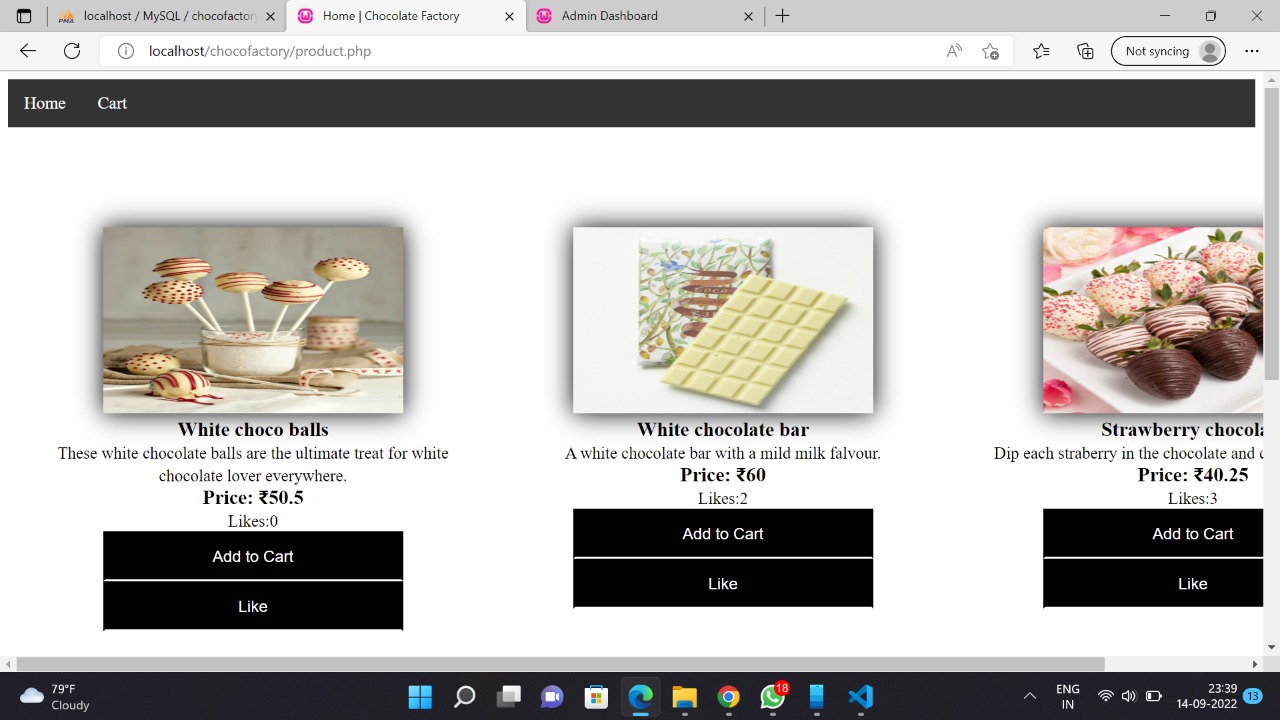 localhost / MySQL / chocofactory
Home | Chocolate Factory
Admin Dashboard
localhost/chocofactory/product.php
Not syncing
Home
Cart
White choco balls
These white chocolate balls are the ultimate treat for white
chocolate lover everywhere.
Price: ₹50.5
Likes:0
Add to Cart
Like
White chocolate bar
A white chocolate bar with a mild milk falvour.
Price: ₹60
Likes:2
Add to Cart
Like
Strawberry chocola
Dip each straberry in the chocolate and
Price: ₹40.25
Likes:3
Add to Cart
Like
79°F
Cloudy
18
ENG
IN
23:39
14-09-2022
13